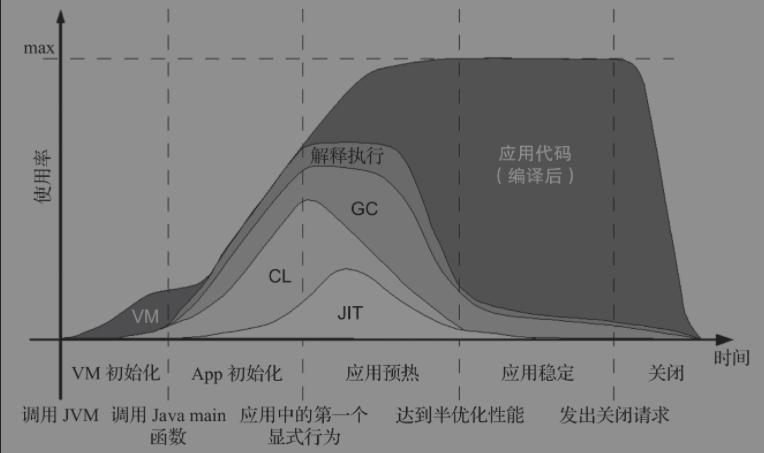 max
使用率
解释执行
应用代码
（编译后）
GC
CL
VM
JIT
时间
VM 初始化
App 初始化
应用预热
应用稳定
关闭
调用 JVM
调用 Java main
函数
应用中的第一个
显式行为
达到半优化性能
发出关闭请求